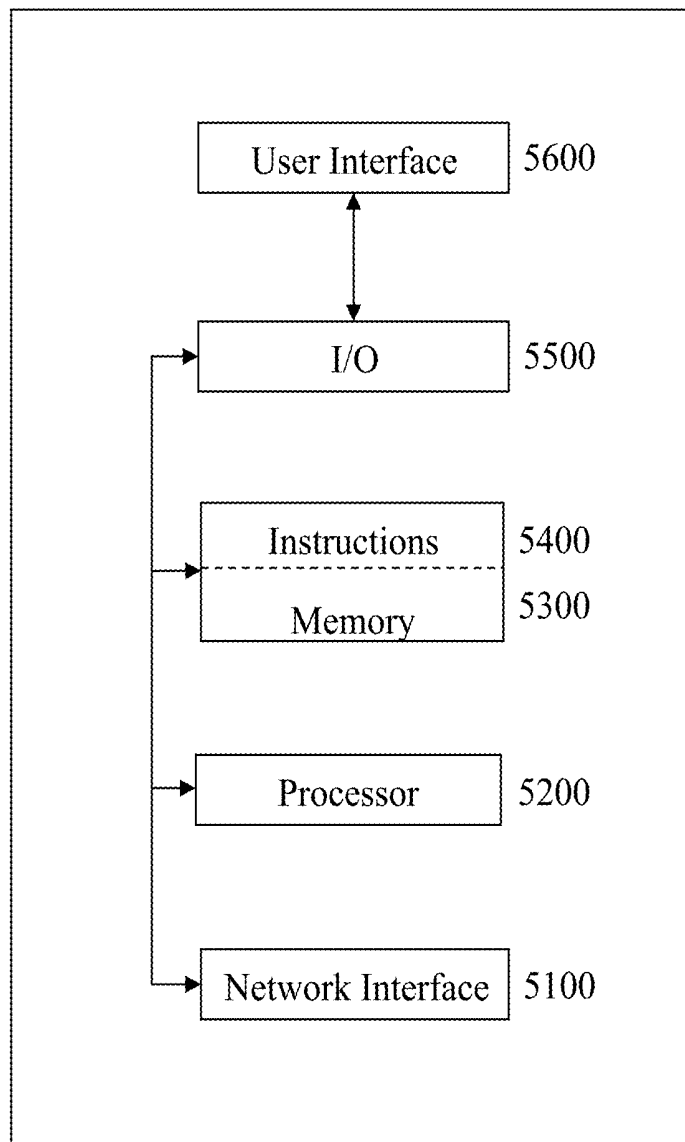 User Interface 5600
I/O 5500
Instructions 5400
Memory 5300
Processor 5200
Network Interface 5100